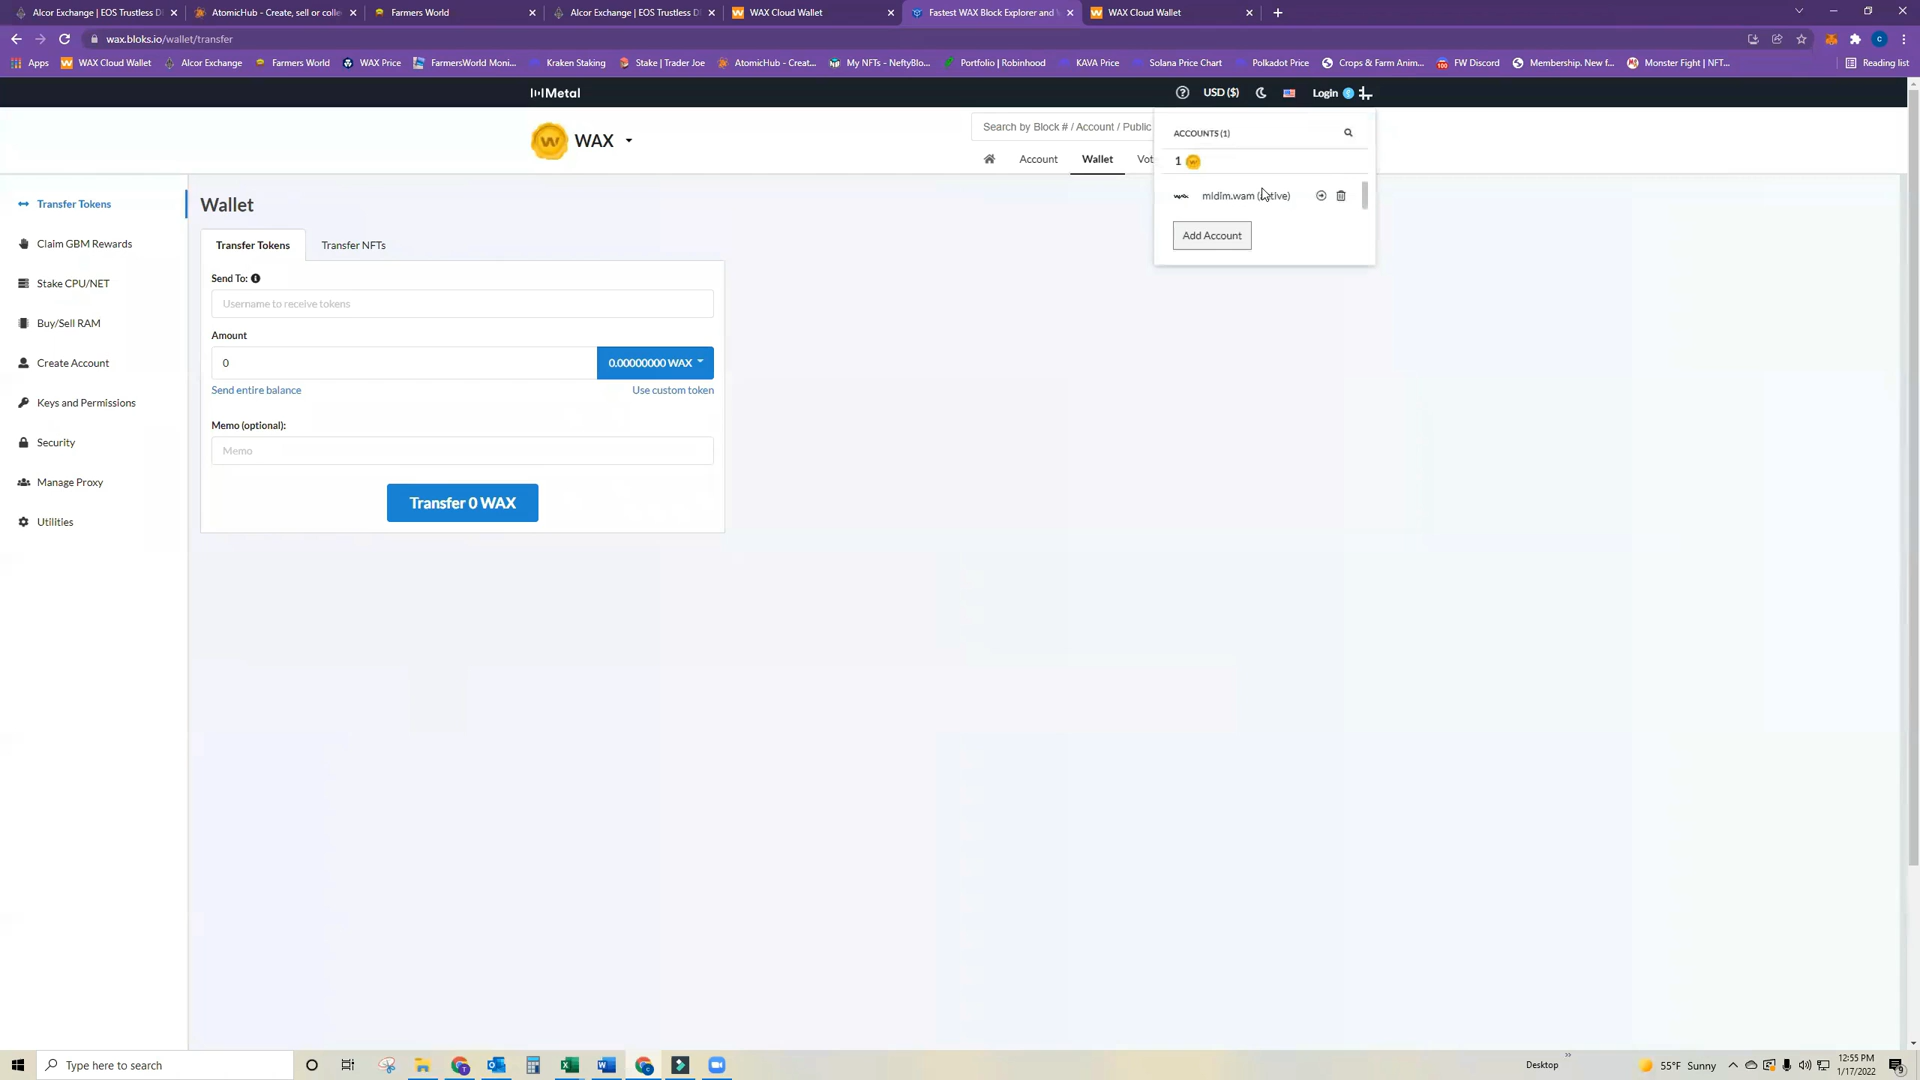 Alcor Exchange | EOS Trustless D
AtomicHub - Create, sell or colle
Farmers World
Alcor Exchange | EOS Trustless D
WAX Cloud Wallet
Fastest WAX Block Explorer and
WAX Cloud Wallet
wax.bloks.io/wallet/transfer
Apps
WAX Cloud Wallet
Alcor Exchange
Farmers World
WAX Price
FarmersWorld Moni...
Kraken Staking
Stake | Trader Joe
AtomicHub - Creat...
My NFTs - NeftyBlo...
Portfolio | Robinhood
KAVA Price
Solana Price Chart
Polkadot Price
Crops & Farm Anim...
FW Discord
Membership. New f...
Monster Fight | NFT...
Reading list
Metal
USD ($)
Login
WAX
Search by Block # / Account / Public
Account
Wallet
Vot
ACCOUNTS (1)
1
Add Account
Transfer Tokens
Claim GBM Rewards
Stake CPU/NET
Buy/Sell RAM
Create Account
Keys and Permissions
Security
Manage Proxy
Utilities
Wallet
Transfer Tokens
Transfer NFTs
Send To:
Username to receive tokens
Amount
0
0.00000000 WAX
Send entire balance
Use custom token
Memo (optional):
Memo
Transfer 0 WAX
Type here to search
Desktop
55°F Sunny
12:55 PM
1/17/2022